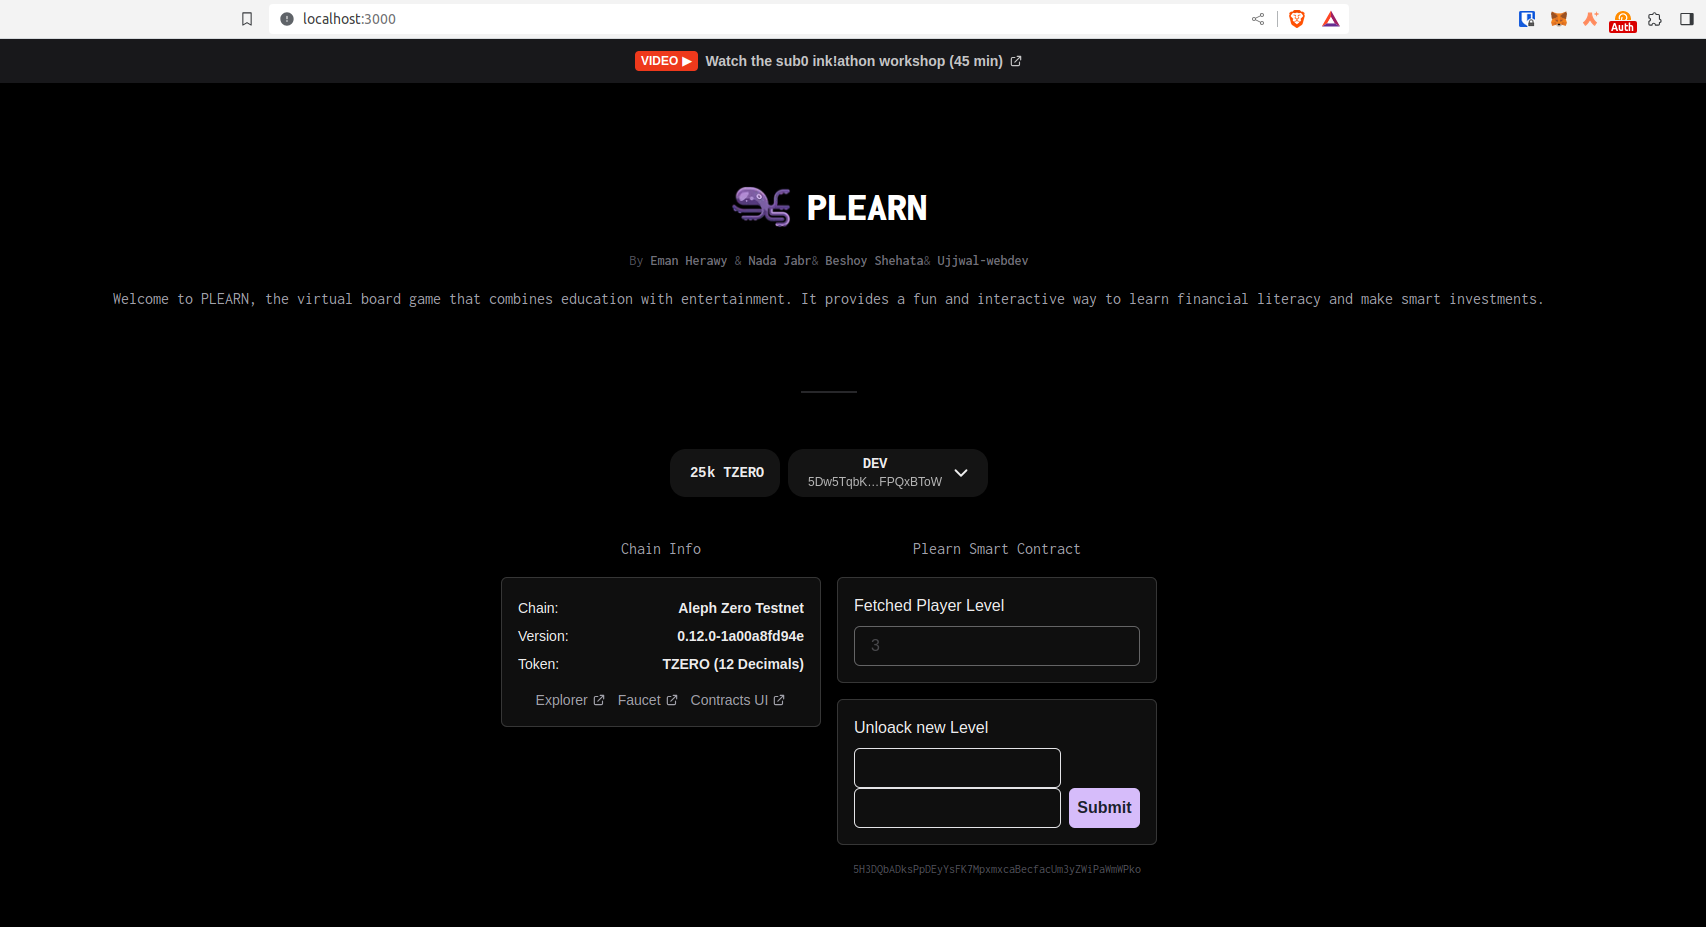 localhost:3000
Auth
VIDEO ▶ Watch the sub0 ink!athon workshop (45 min)
PLEARN
By Eman Herawy & Nada Jabr& Beshoy Shehata& Ujjwal-webdev
Welcome to PLEARN, the virtual board game that combines education with entertainment. It provides a fun and interactive way to learn financial literacy and make smart investments.
25k TZERO
DEV
5Dw5TqbK...FPQxBToW
Chain Info
Chain: Aleph Zero Testnet
Version: 0.12.0-1a00a8fd94e
Token: TZERO (12 Decimals)
Explorer Faucet Contracts UI
Plearn Smart Contract
Fetched Player Level
3
Unloack new Level
Submit
5H3DQbADksPpDEyYsFK7MpxmxcaBecfacUm3yZWiPaWmWPko